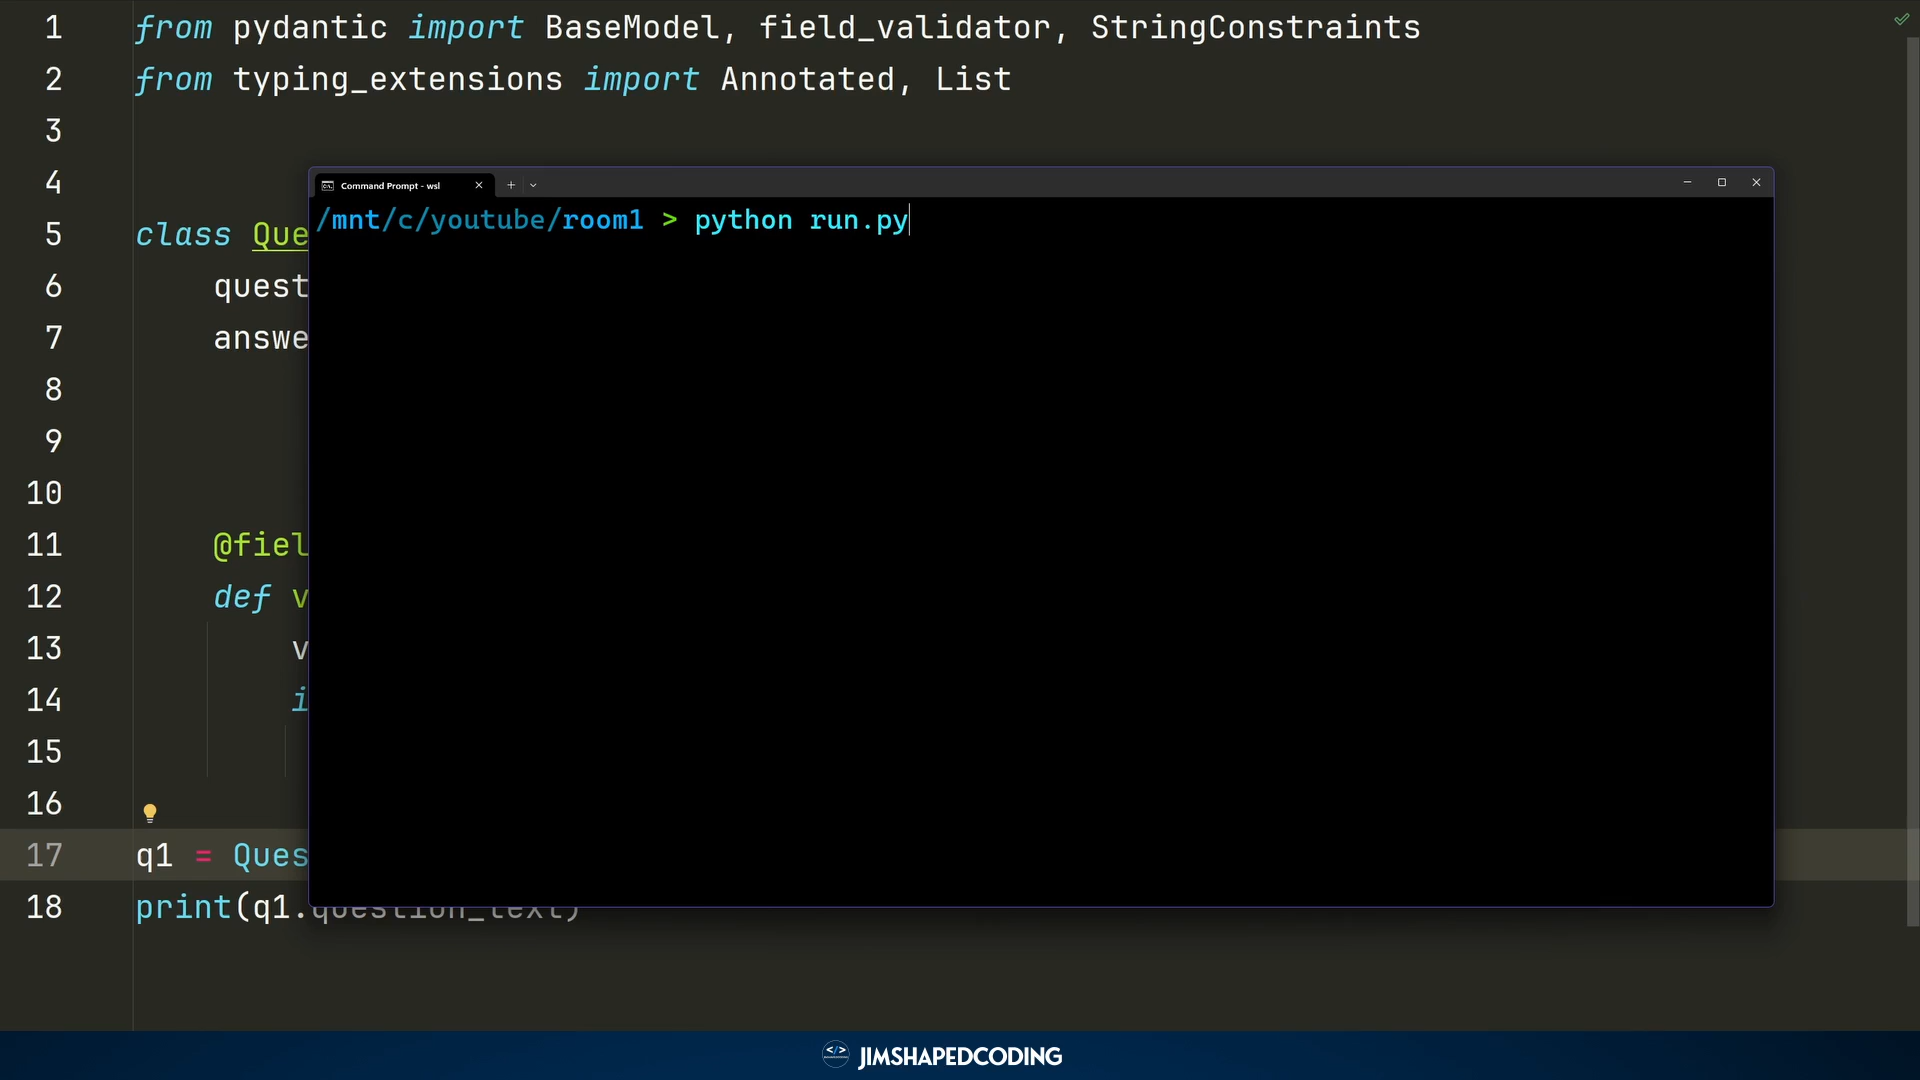 1 from pydantic import BaseModel, field_validator, StringConstraints
2 from typing_extensions import Annotated, List
3
4
Command Prompt - wsl
/mnt/c/youtube/room1 > python run.py
5 class Que
6 quest
7 answe
8
9
10
11 @fiel
12 def v
13 v
14 i
15
16
17 q1 = Ques
18 print(q1.question_text)
</> JIMSHAPEDCODING